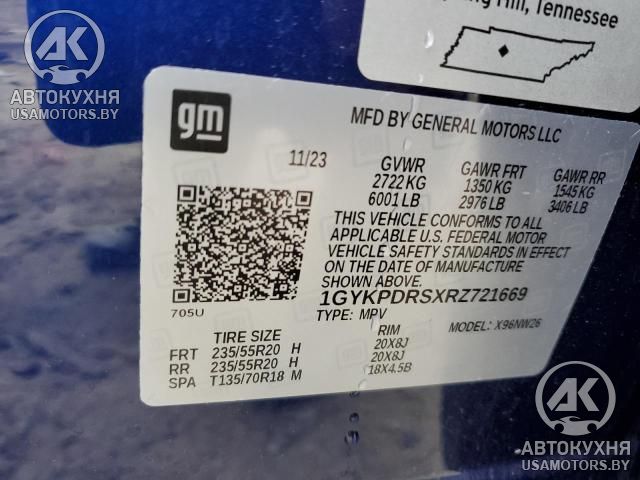 Hill, Tennessee
AK
АВТОКУХНЯ
USAMOTORS.BY
gm
MFD BY GENERAL MOTORS LLC
11/23 GVWR GAWR FRT GAWR RR
2722 KG 1350 KG 1545 KG
6001 LB 2976 LB 3406 LB
THIS VEHICLE CONFORMS TO ALL
APPLICABLE U.S. FEDERAL MOTOR
VEHICLE SAFETY STANDARDS IN EFFECT
ON THE DATE OF MANUFACTURE
SHOWN ABOVE.
1GYKPDRSXRZ721669
705U
TYPE: MPV MODEL: X96NW26
TIRE SIZE RIM
FRT 235/55R20 H 20X8J
RR 235/55R20 H 20X8J
SPA T135/70R18 M 18X4.5B
AK
АВТОКУХНЯ
USAMOTORS.BY